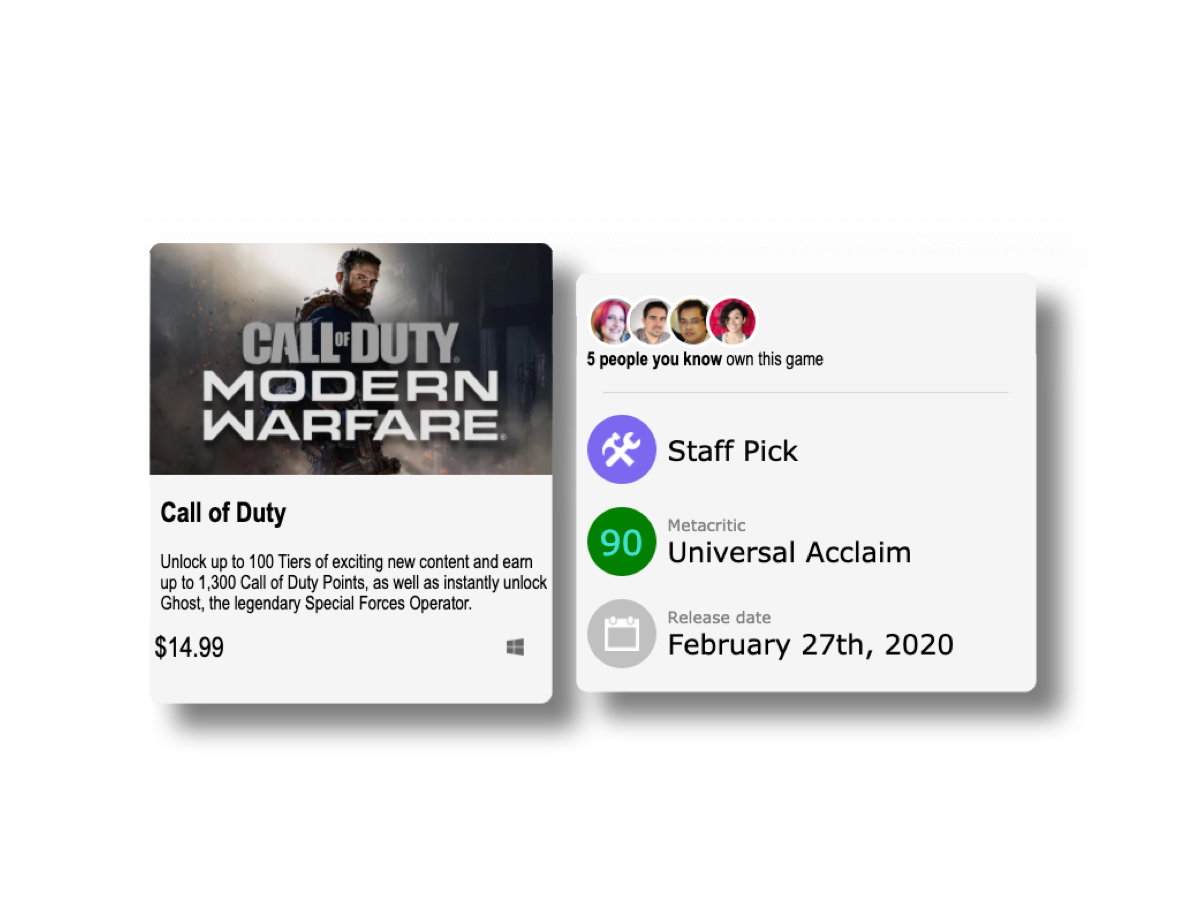 CALL OF DUTY
MODERN
WARFARE
Call of Duty
Unlock up to 100 Tiers of exciting new content and earn
up to 1,300 Call of Duty Points, as well as instantly unlock
Ghost, the legendary Special Forces Operator.
$14.99
5 people you know own this game
Staff Pick
90
Metacritic
Universal Acclaim
Release date
February 27th, 2020